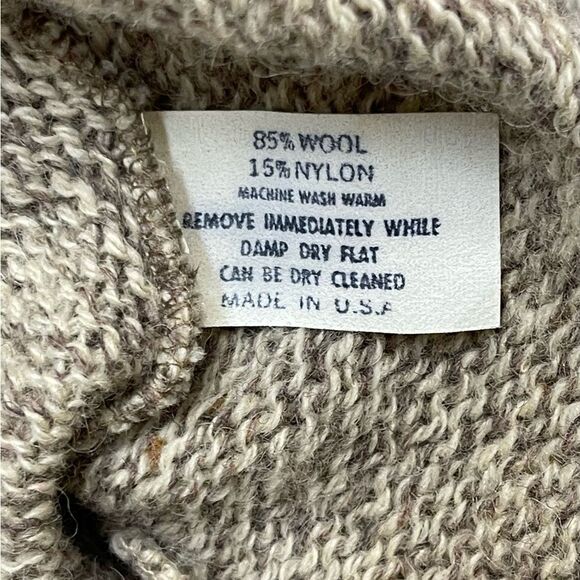 85% WOOL
15% NYLON
MACHINE WASH WARM
REMOVE IMMEDIATELY WHILE
DAMP DRY FLAT
CAN BE DRY CLEANED
MADE IN U.S.A